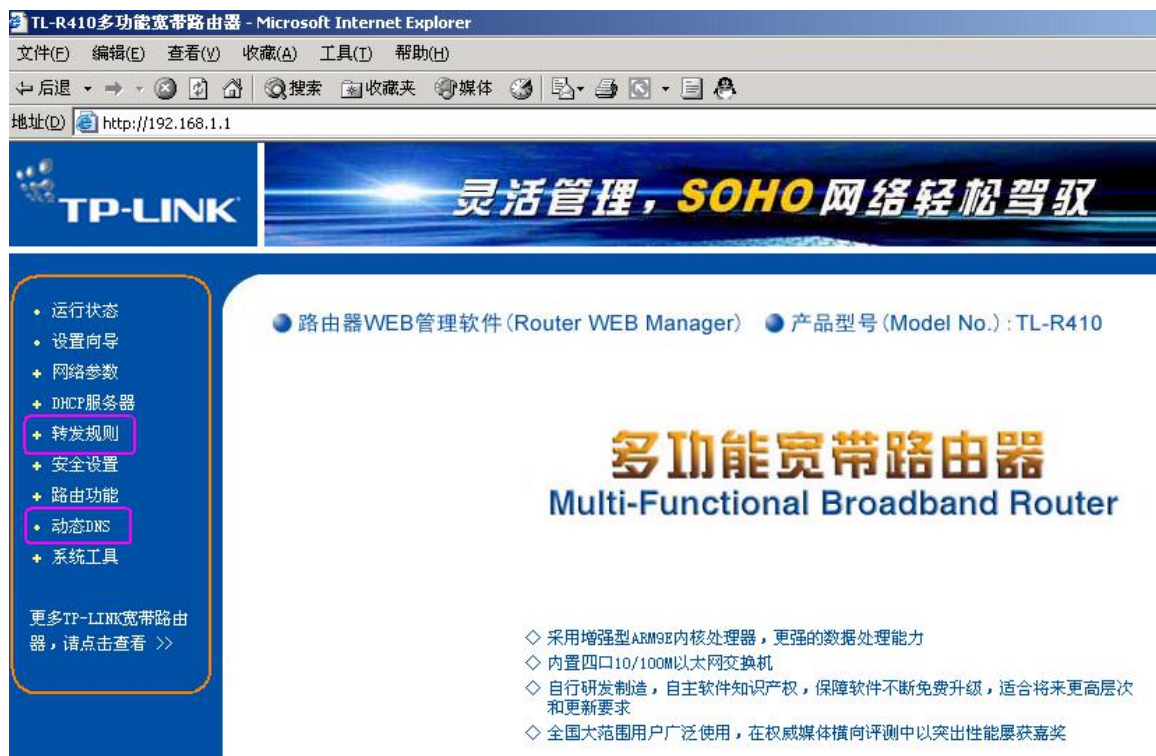 TL-R410多功能宽带路由器 - Microsoft Internet Explorer
文件(F) 编辑(E) 查看(V) 收藏(A) 工具(T) 帮助(H)
后退 搜索 收藏夹 媒体
地址(D) http://192.168.1.1
TP-LINK
灵活管理，SOHO网络轻松驾驭
运行状态
设置向导
网络参数
DHCP服务器
转发规则
安全设置
路由功能
动态DNS
系统工具
更多TP-LINK宽带路由
器，请点击查看 >>
路由器WEB管理软件(Router WEB Manager) 产品型号(Model No.):TL-R410
多功能宽带路由器
Multi-Functional Broadband Router
◇ 采用增强型ARM9E内核处理器，更强的数据处理能力
◇ 内置四口10/100M以太网交换机
◇ 自行研发制造，自主软件知识产权，保障软件不断免费升级，适合将来更高层次
和更新要求
◇ 全国大范围用户广泛使用，在权威媒体横向评测中以突出性能屡获嘉奖